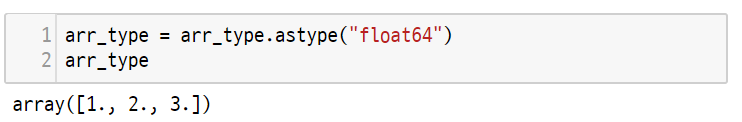 1 arr_type = arr_type.astype("float64")
2 arr_type
array([1., 2., 3.])